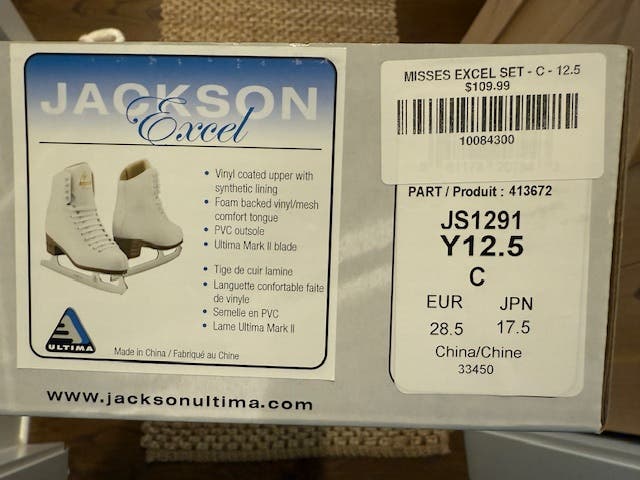 JACKSON
Excel
• Vinyl coated upper with
synthetic lining
• Foam backed vinyl/mesh
comfort tongue
• PVC outsole
• Ultima Mark II blade
• Tige de cuir lamine
• Languette confortable faite
de vinyle
• Semelle en PVC
• Lame Ultima Mark II
ULTIMA
Made in China / Fabriqué au Chine
www.jacksonultima.com
MISSES EXCEL SET - C - 12.5
$109.99
10084300
PART / Produit : 413672
JS1291
Y12.5
C
EUR JPN
28.5 17.5
China/Chine
33450